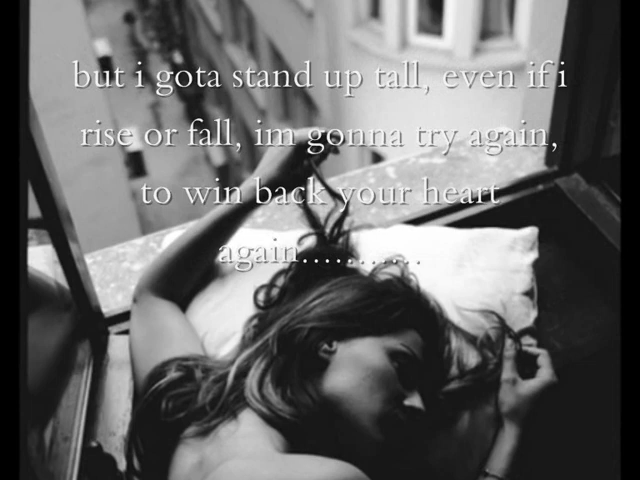 but i gota stand up tall, even if i
rise or fall, im gonna try again,
to win back your heart
again...........